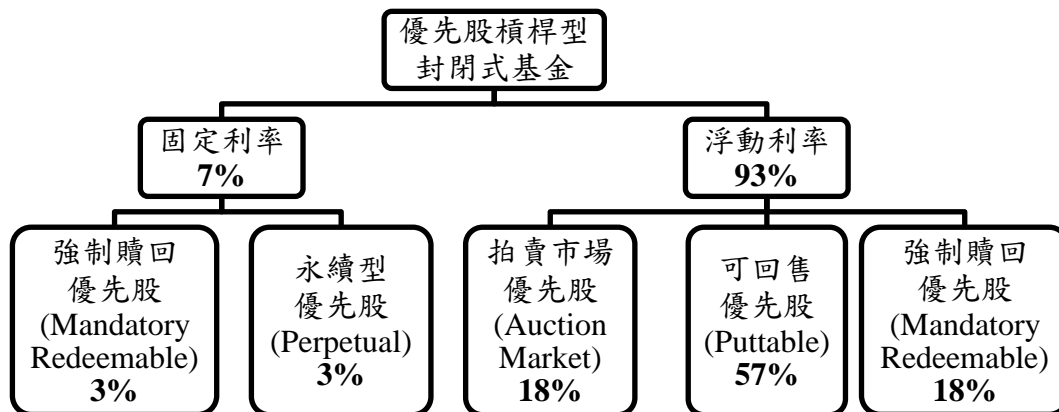 優先股槓桿型
封閉式基金
固定利率
7%
浮動利率
93%
強制贖回
優先股
(Mandatory
Redeemable)
3%
永續型
優先股
(Perpetual)
3%
拍賣市場
優先股
(Auction
Market)
18%
可回售
優先股
(Puttable)
57%
強制贖回
優先股
(Mandatory
Redeemable)
18%